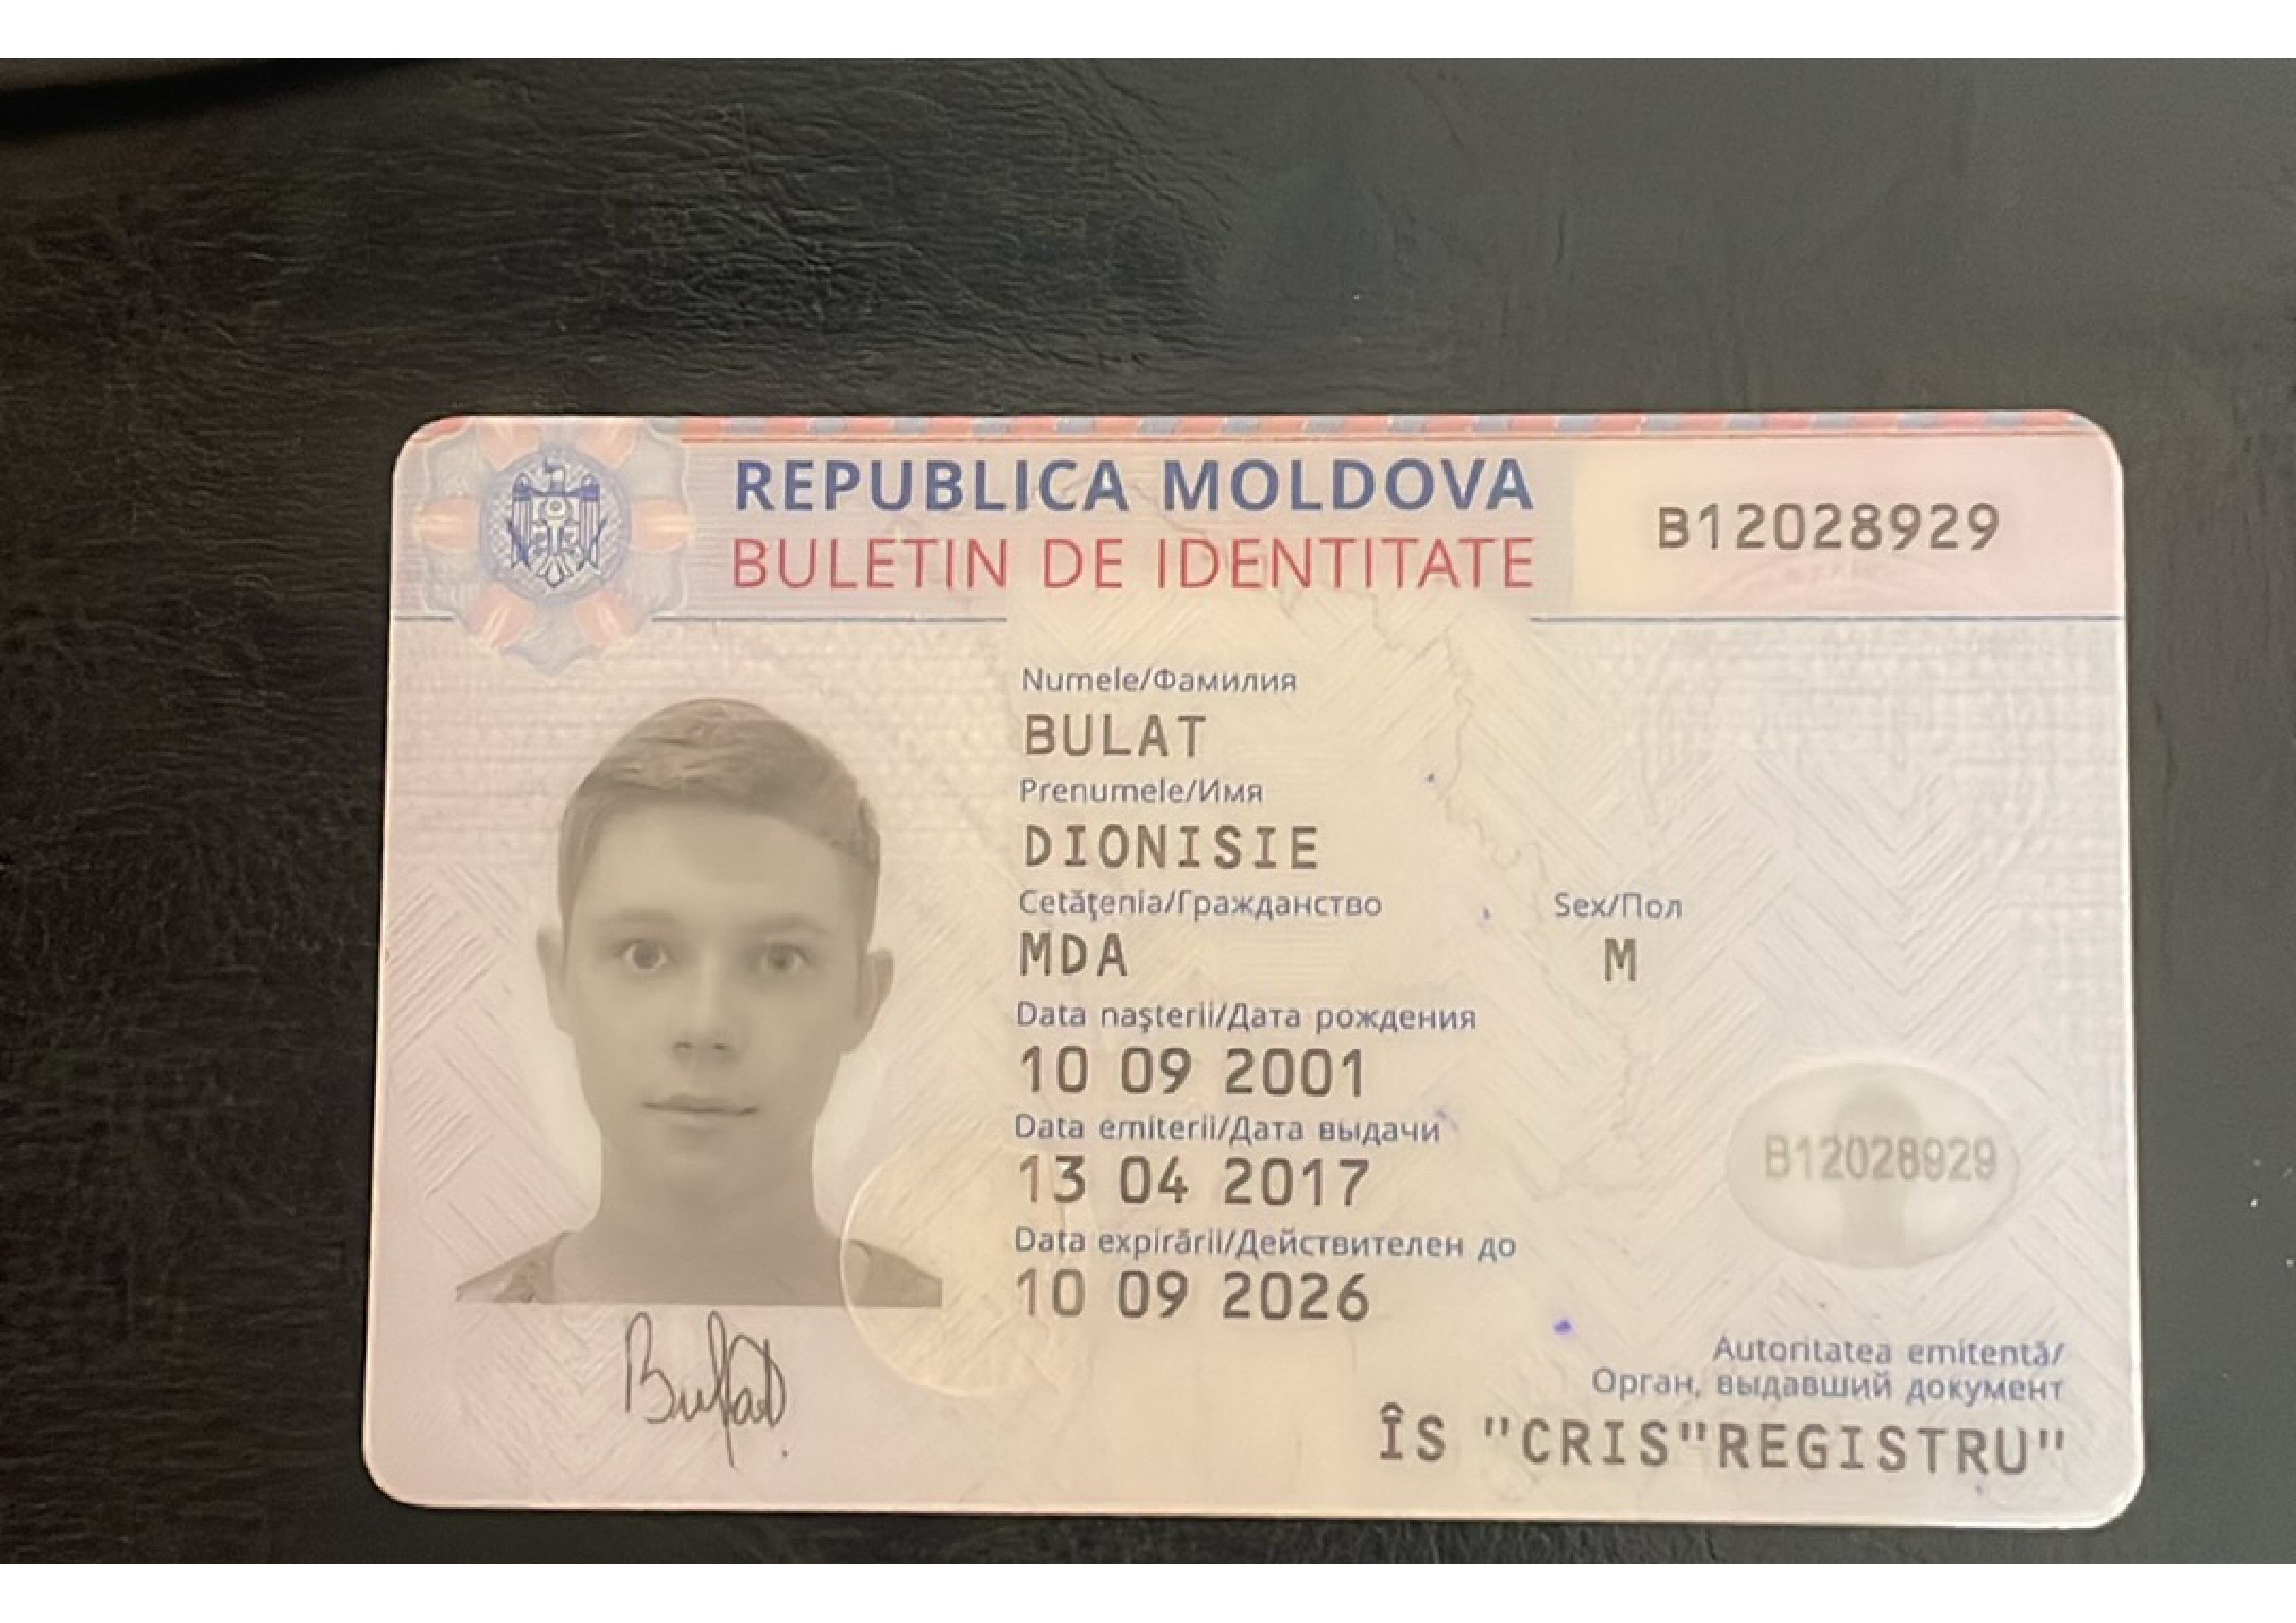 REPUBLICA MOLDOVA
BULETIN DE IDENTITATE
B12028929
Numele/Фамилия
BULAT
Prenumele/Имя
DIONISIE
Cetăţenia/Гражданство
MDA
Sex/Пол
M
Data naşterii/Дата рождения
10 09 2001
Data emiterii/Дата выдачи
13 04 2017
Data expirării/Действителен до
10 09 2026
B12028929
Autoritatea emitentă/
Орган, выдавший документ
ÎS "CRIS"REGISTRU"
Bulat